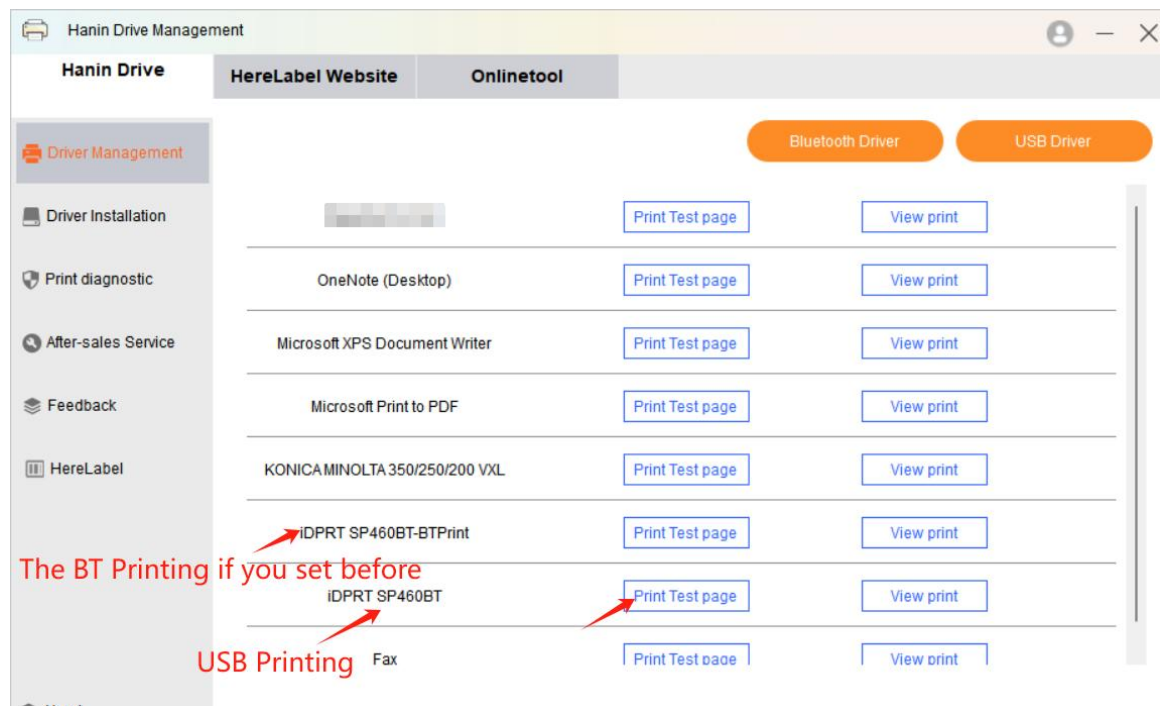 Hanin Drive Management
Hanin Drive
HereLabel Website
Onlinetool
Bluetooth Driver
USB Driver
Driver Management
Driver Installation
Print diagnostic
After-sales Service
Feedback
HereLabel
Print Test page View print
OneNote (Desktop) Print Test page View print
Microsoft XPS Document Writer Print Test page View print
Microsoft Print to PDF Print Test page View print
KONICA MINOLTA 350/250/200 VXL Print Test page View print
iDPRT SP460BT-BTPrint Print Test page View print
The BT Printing if you set before
iDPRT SP460BT Print Test page View print
USB Printing
Fax Print Test page View print